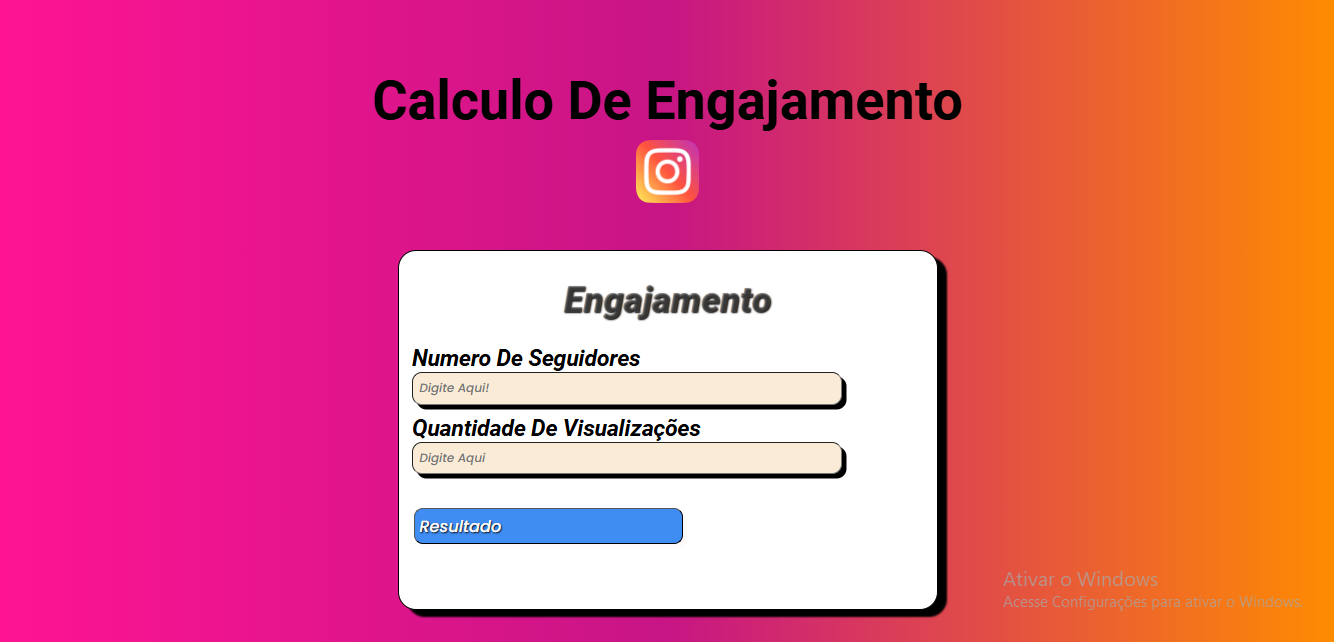 Calculo De Engajamento
Engajamento
Numero De Seguidores
Digite Aqui!
Quantidade De Visualizações
Digite Aqui
Resultado
Ativar o Windows
Acesse Configurações para ativar o Windows.